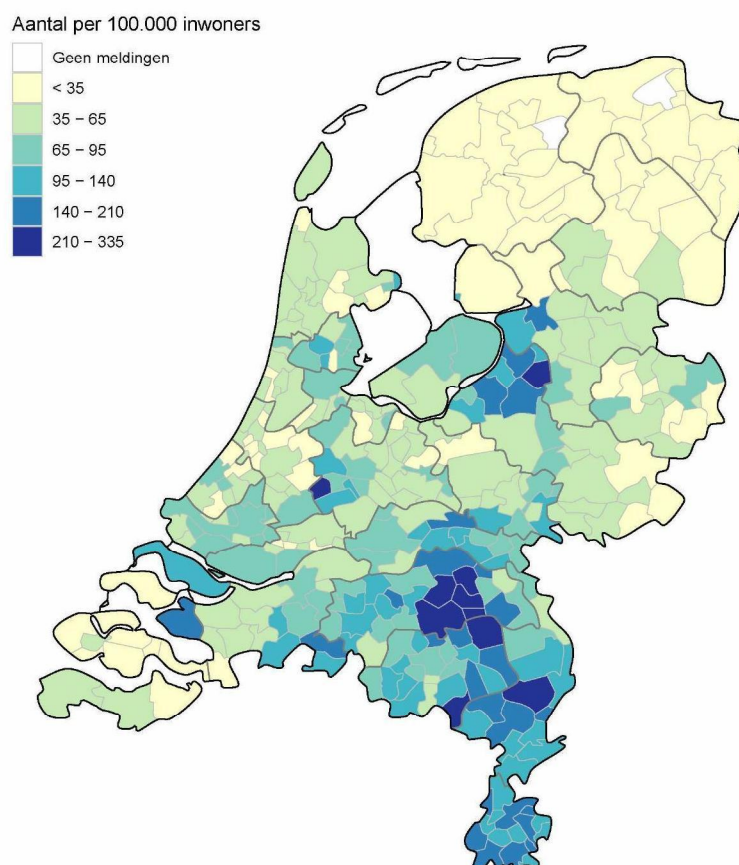 Aantal per 100.000 inwoners
Geen meldingen
< 35
35 – 65
65 – 95
95 – 140
140 – 210
210 – 335